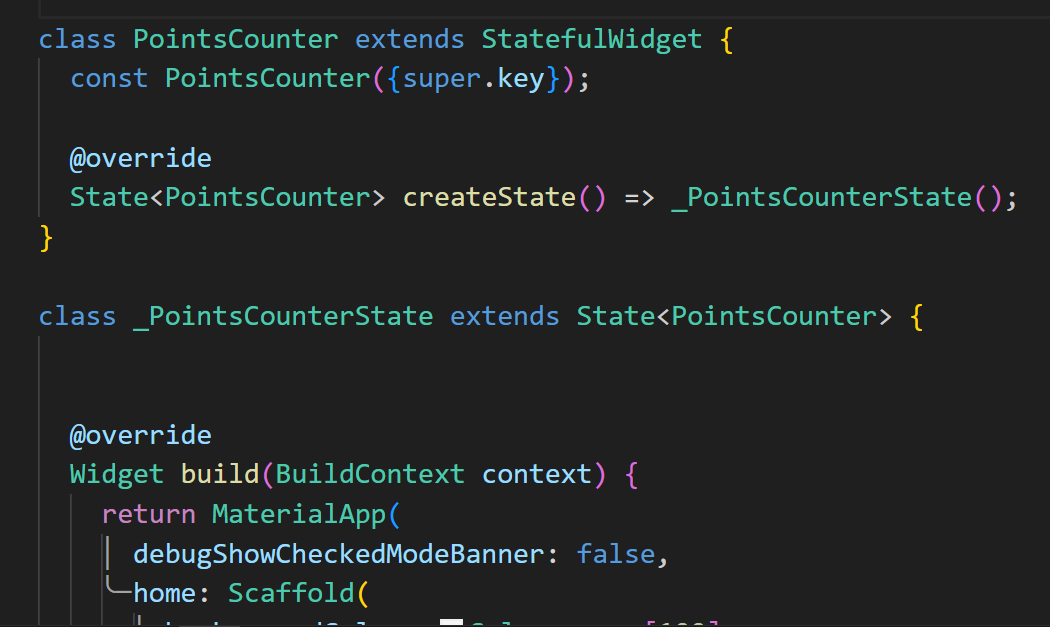 class PointsCounter extends StatefulWidget {
const PointsCounter({super.key});
@override
State<PointsCounter> createState() => _PointsCounterState();
}
class _PointsCounterState extends State<PointsCounter> {
@override
Widget build(BuildContext context) {
return MaterialApp(
debugShowCheckedModeBanner: false,
home: Scaffold(